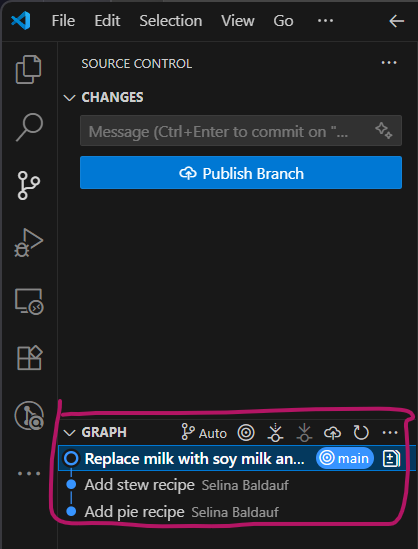 File Edit Selection View Go ...
SOURCE CONTROL ...
CHANGES
Message (Ctrl+Enter to commit on "...
Publish Branch
GRAPH Auto ...
Replace milk with soy milk an... main
Add stew recipe Selina Baldauf
Add pie recipe Selina Baldauf